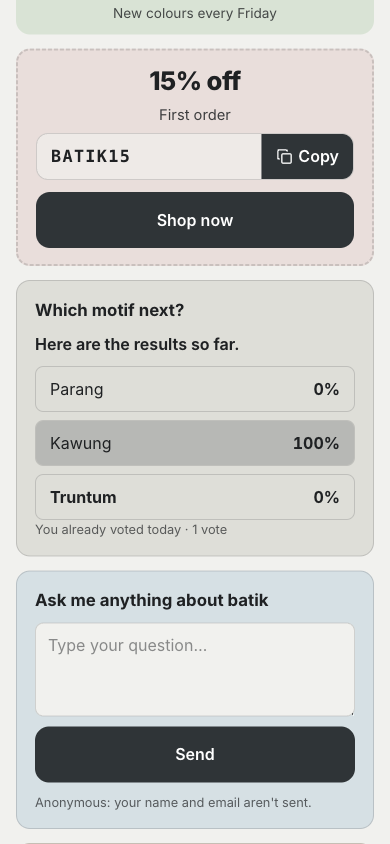 New colours every Friday
15% off
First order
BATIK15
Copy
Shop now
Which motif next?
Here are the results so far.
Parang 0%
Kawung 100%
Truntum 0%
You already voted today · 1 vote
Ask me anything about batik
Type your question...
Send
Anonymous: your name and email aren't sent.